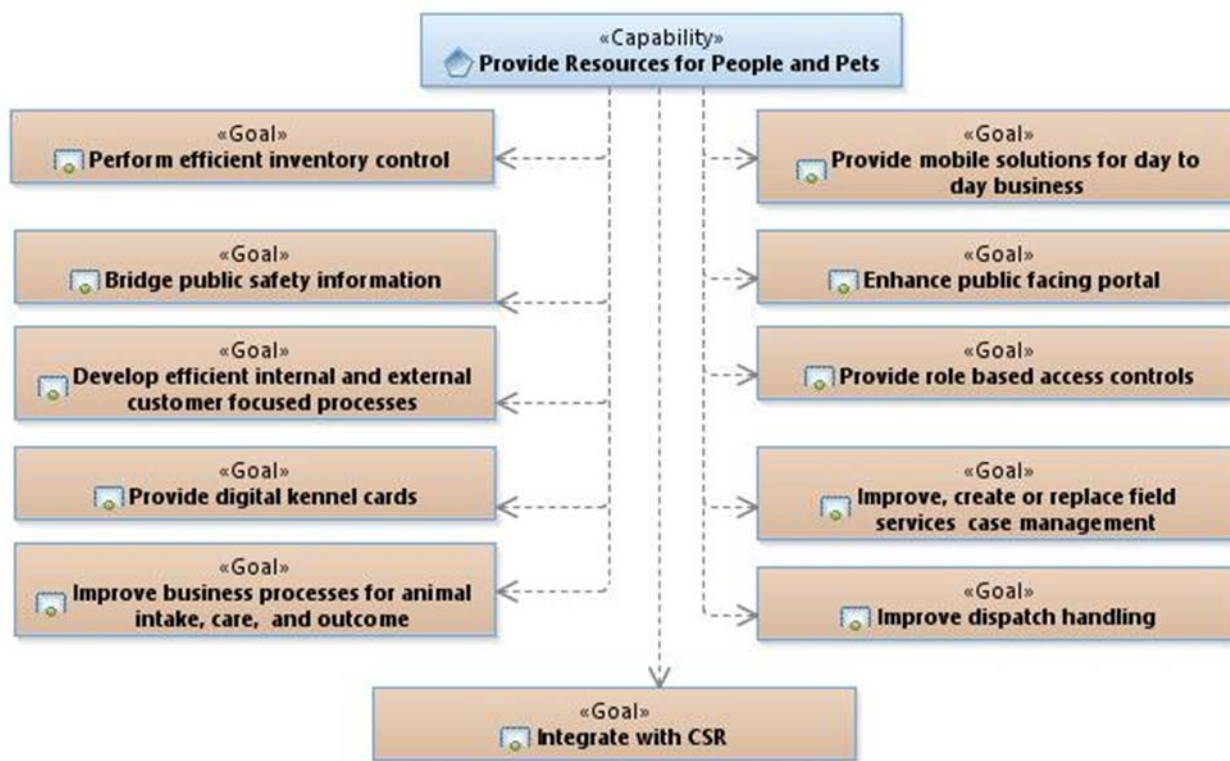 «Capability»
Provide Resources for People and Pets
«Goal»
Perform efficient inventory control
«Goal»
Bridge public safety information
«Goal»
Develop efficient internal and external
customer focused processes
«Goal»
Provide digital kennel cards
«Goal»
Improve business processes for animal
intake, care, and outcome
«Goal»
Provide mobile solutions for day to
day business
«Goal»
Enhance public facing portal
«Goal»
Provide role based access controls
«Goal»
Improve, create or replace field
services case management
«Goal»
Improve dispatch handling
«Goal»
Integrate with CSR